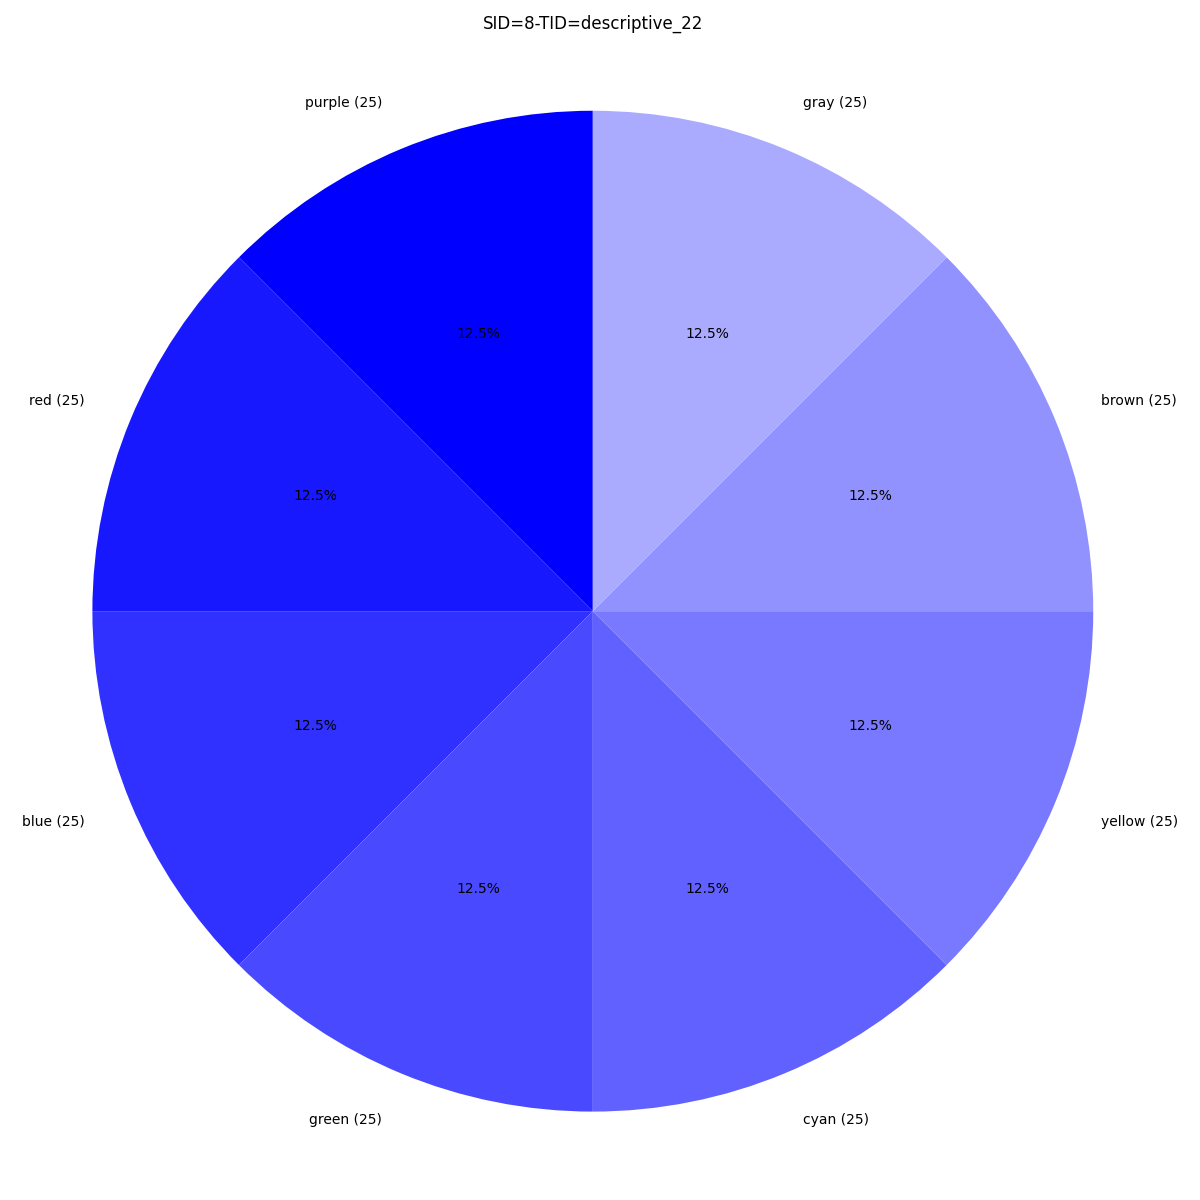 SID=8-TID=descriptive_22
purple (25)
gray (25)
12.5%
12.5%
red (25)
brown (25)
12.5%
12.5%
12.5%
12.5%
blue (25)
yellow (25)
12.5%
12.5%
green (25)
cyan (25)